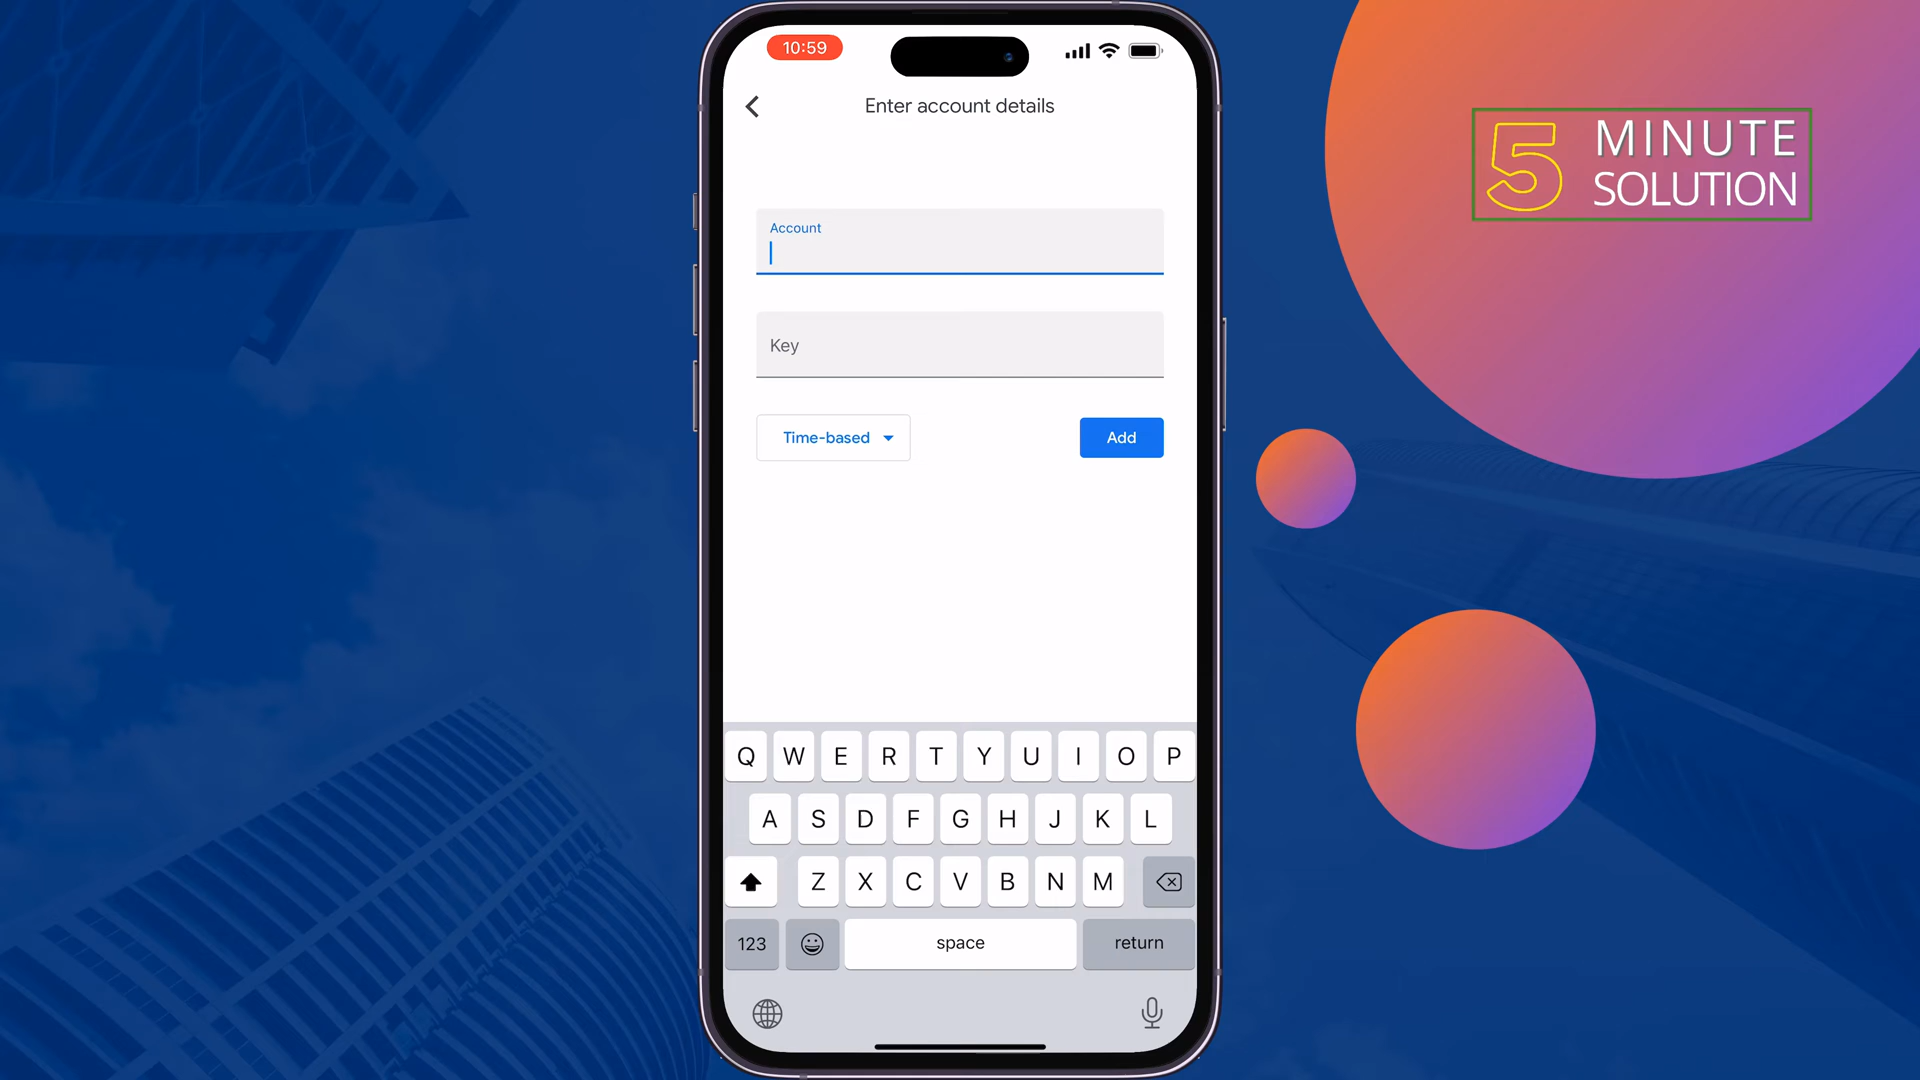 10:59
Enter account details
5 MINUTE
SOLUTION
Account
Key
Time-based
Add
Q W E R T Y U I O P
A S D F G H J K L
Z X C V B N M
123
space
return